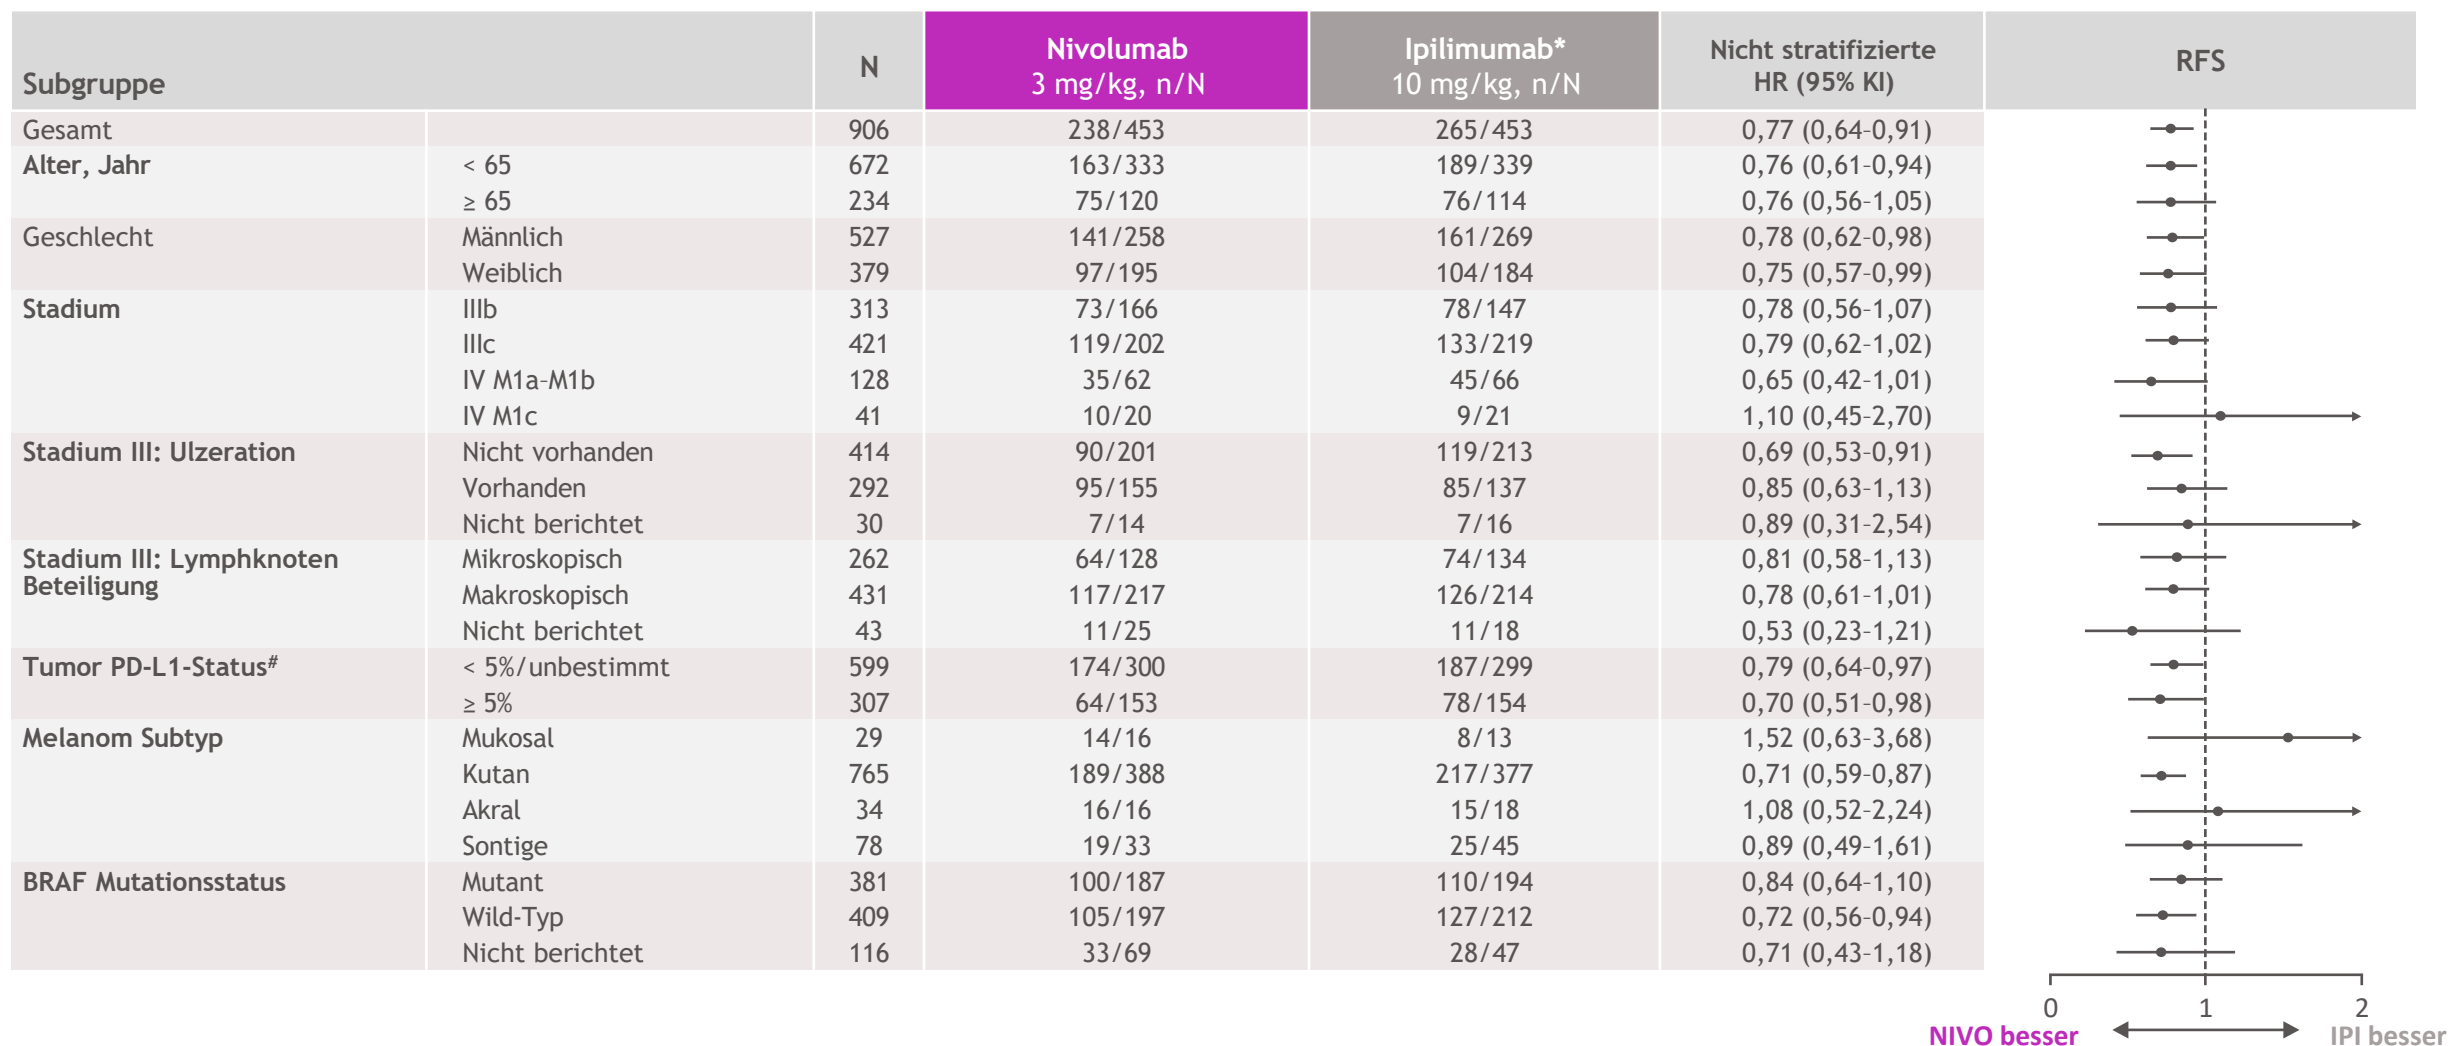 Subgruppe N Nivolumab 3 mg/kg, n/N Ipilimumab* 10 mg/kg, n/N Nicht stratifizierte HR (95% KI) RFS
Gesamt 906 238/453 265/453 0,77 (0,64–0,91)
Alter, Jahr < 65 672 163/333 189/339 0,76 (0,61–0,94)
≥ 65 234 75/120 76/114 0,76 (0,56–1,05)
Geschlecht Männlich 527 141/258 161/269 0,78 (0,62–0,98)
Weiblich 379 97/195 104/184 0,75 (0,57–0,99)
Stadium IIIb 313 73/166 78/147 0,78 (0,56–1,07)
IIIc 421 119/202 133/219 0,79 (0,62–1,02)
IV M1a–M1b 128 35/62 45/66 0,65 (0,42–1,01)
IV M1c 41 10/20 9/21 1,10 (0,45–2,70)
Stadium III: Ulzeration Nicht vorhanden 414 90/201 119/213 0,69 (0,53–0,91)
Vorhanden 292 95/155 85/137 0,85 (0,63–1,13)
Nicht berichtet 30 7/14 7/16 0,89 (0,31–2,54)
Stadium III: Lymphknoten Beteiligung Mikroskopisch 262 64/128 74/134 0,81 (0,58–1,13)
Makroskopisch 431 117/217 126/214 0,78 (0,61–1,01)
Nicht berichtet 43 11/25 11/18 0,53 (0,23–1,21)
Tumor PD-L1-Status# < 5%/unbestimmt 599 174/300 187/299 0,79 (0,64–0,97)
≥ 5% 307 64/153 78/154 0,70 (0,51–0,98)
Melanom Subtyp Mukosal 29 14/16 8/13 1,52 (0,63–3,68)
Kutan 765 189/388 217/377 0,71 (0,59–0,87)
Akral 34 16/16 15/18 1,08 (0,52–2,24)
Sontige 78 19/33 25/45 0,89 (0,49–1,61)
BRAF Mutationsstatus Mutant 381 100/187 110/194 0,84 (0,64–1,10)
Wild-Typ 409 105/197 127/212 0,72 (0,56–0,94)
Nicht berichtet 116 33/69 28/47 0,71 (0,43–1,18)
0 1 2
NIVO besser IPI besser